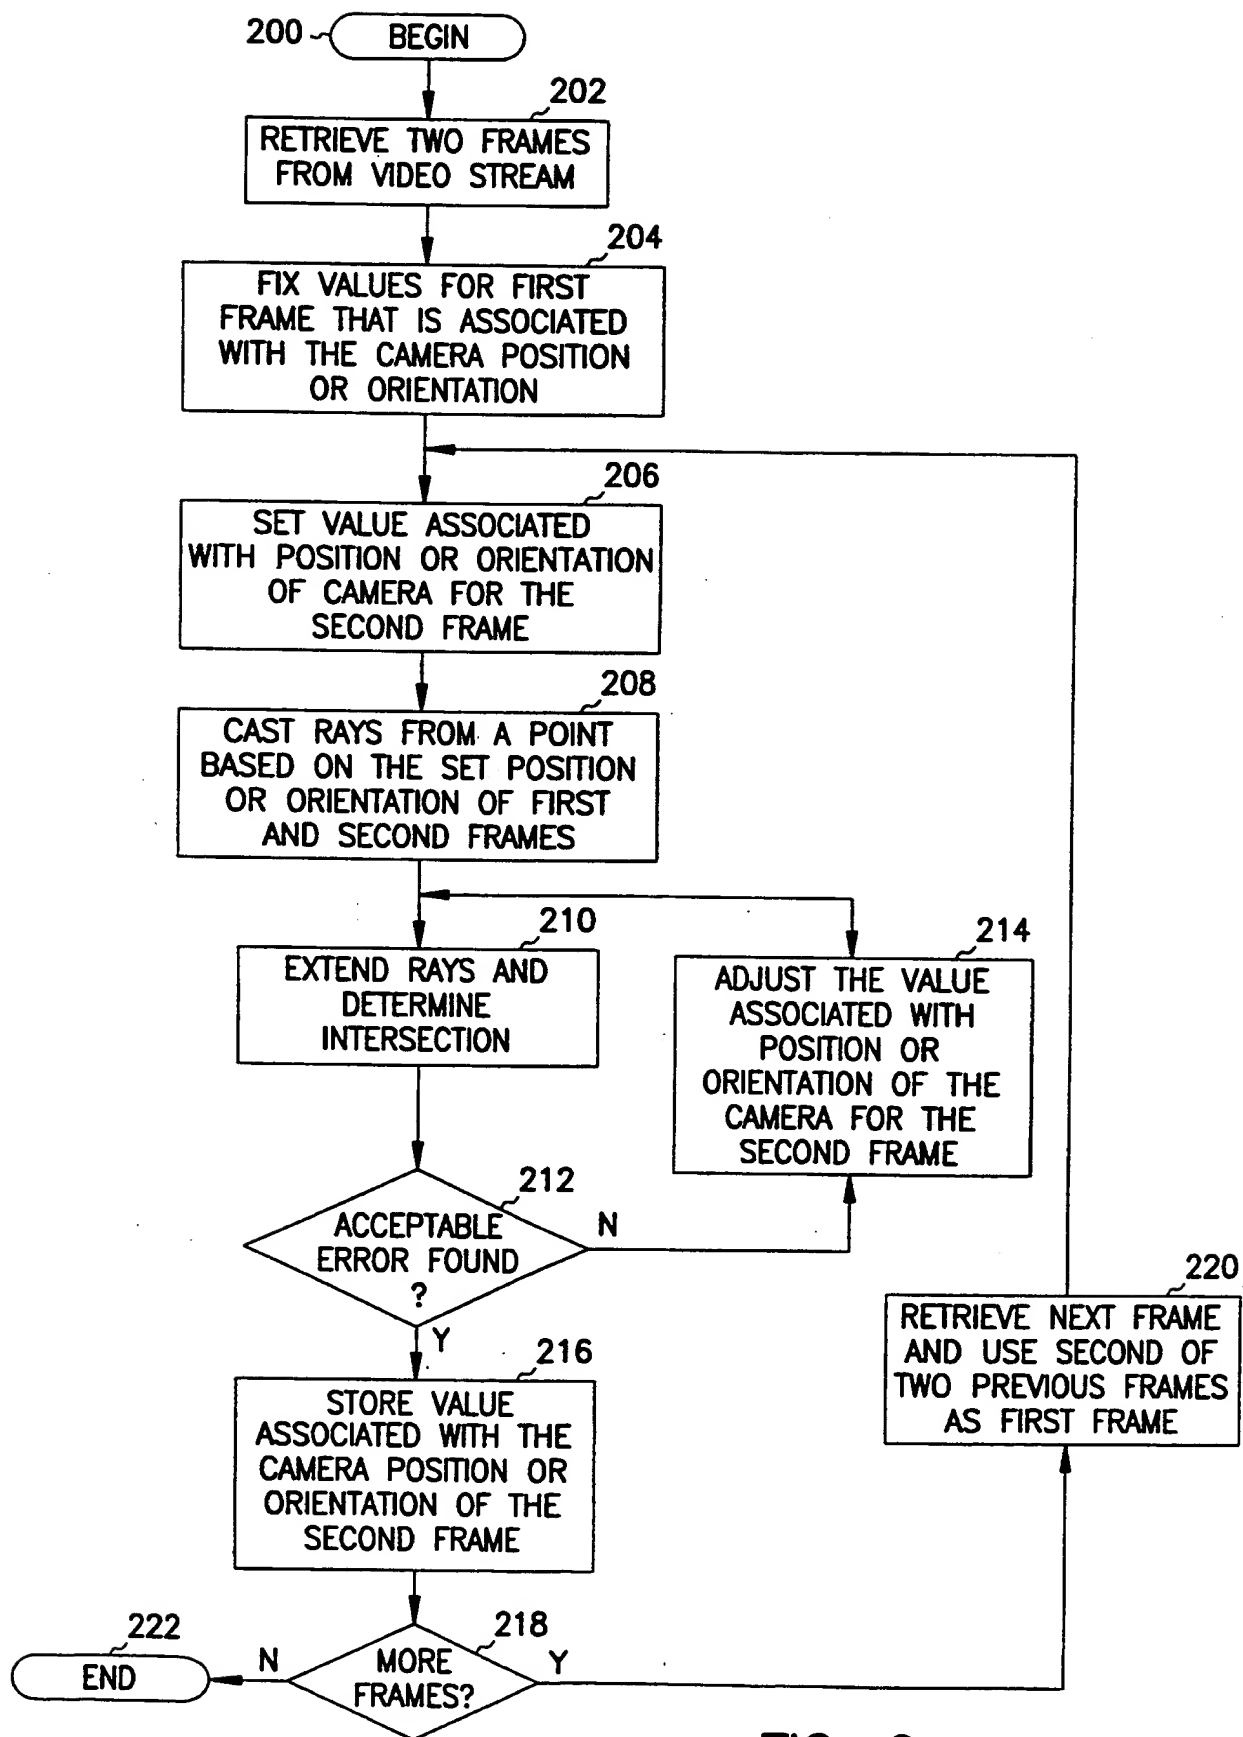 200
BEGIN
202
RETRIEVE TWO FRAMES
FROM VIDEO STREAM
204
FIX VALUES FOR FIRST
FRAME THAT IS ASSOCIATED
WITH THE CAMERA POSITION
OR ORIENTATION
206
SET VALUE ASSOCIATED
WITH POSITION OR ORIENTATION
OF CAMERA FOR THE
SECOND FRAME
208
CAST RAYS FROM A POINT
BASED ON THE SET POSITION
OR ORIENTATION OF FIRST
AND SECOND FRAMES
210
EXTEND RAYS AND
DETERMINE
INTERSECTION
214
ADJUST THE VALUE
ASSOCIATED WITH
POSITION OR
ORIENTATION OF THE
CAMERA FOR THE
SECOND FRAME
212
ACCEPTABLE
ERROR FOUND
?
N
Y
216
STORE VALUE
ASSOCIATED WITH THE
CAMERA POSITION OR
ORIENTATION OF THE
SECOND FRAME
220
RETRIEVE NEXT FRAME
AND USE SECOND OF
TWO PREVIOUS FRAMES
AS FIRST FRAME
218
MORE
FRAMES?
Y
N
222
END